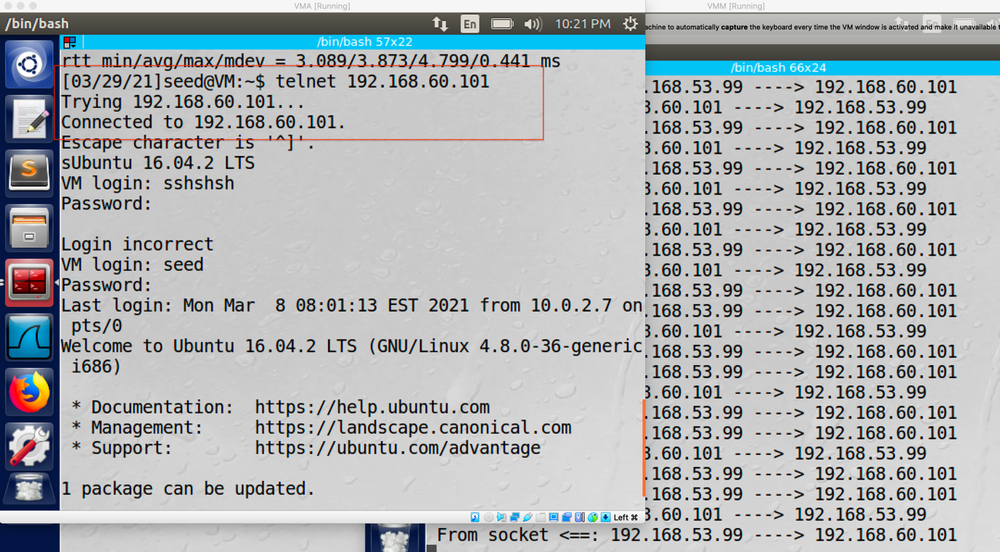 VMA [Running]
VMM [Running]
/bin/bash
En
10:21 PM
achine to automatically capture the keyboard every time the VM window is activated and make it unavailable t
/bin/bash 57x22
rtt min/avg/max/mdev = 3.089/3.873/4.799/0.441 ms
[03/29/21]seed@VM:~$ telnet 192.168.60.101
Trying 192.168.60.101...
Connected to 192.168.60.101.
Escape character is '^]'.
sUbuntu 16.04.2 LTS
VM login: sshshsh
Password:
Login incorrect
VM login: seed
Password:
Last login: Mon Mar  8 08:01:13 EST 2021 from 10.0.2.7 on
 pts/0
Welcome to Ubuntu 16.04.2 LTS (GNU/Linux 4.8.0-36-generic
 i686)
 * Documentation:  https://help.ubuntu.com
 * Management:     https://landscape.canonical.com
 * Support:        https://ubuntu.com/advantage
1 package can be updated.
Left ⌘
/bin/bash 66x24
.168.53.99 ----> 192.168.60.101
8.60.101 ----> 192.168.53.99
.168.53.99 ----> 192.168.60.101
8.60.101 ----> 192.168.53.99
.168.53.99 ----> 192.168.60.101
8.60.101 ----> 192.168.53.99
.168.53.99 ----> 192.168.60.101
8.60.101 ----> 192.168.53.99
.168.53.99 ----> 192.168.60.101
8.60.101 ----> 192.168.53.99
.168.53.99 ----> 192.168.60.101
.168.53.99 ----> 192.168.60.101
8.60.101 ----> 192.168.53.99
.168.53.99 ----> 192.168.60.101
.168.53.99 ----> 192.168.60.101
8.60.101 ----> 192.168.53.99
.168.53.99 ----> 192.168.60.101
.168.53.99 ----> 192.168.60.101
8.60.101 ----> 192.168.53.99
.168.53.99 ----> 192.168.60.101
.168.53.99 ----> 192.168.60.101
8.60.101 ----> 192.168.53.99
From socket <==: 192.168.53.99 ----> 192.168.60.101